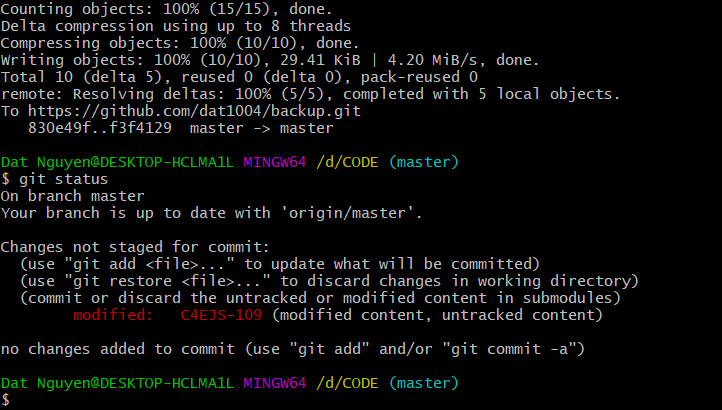 Counting objects: 100% (15/15), done.
Delta compression using up to 8 threads
Compressing objects: 100% (10/10), done.
Writing objects: 100% (10/10), 29.41 KiB | 4.20 MiB/s, done.
Total 10 (delta 5), reused 0 (delta 0), pack-reused 0
remote: Resolving deltas: 100% (5/5), completed with 5 local objects.
To https://github.com/dat1004/backup.git
   830e49f..f3f4129  master -> master

Dat Nguyen@DESKTOP-HCLMA1L MINGW64 /d/CODE (master)
$ git status
On branch master
Your branch is up to date with 'origin/master'.

Changes not staged for commit:
  (use "git add <file>..." to update what will be committed)
  (use "git restore <file>..." to discard changes in working directory)
  (commit or discard the untracked or modified content in submodules)
        modified:   C4EJS-109 (modified content, untracked content)

no changes added to commit (use "git add" and/or "git commit -a")

Dat Nguyen@DESKTOP-HCLMA1L MINGW64 /d/CODE (master)
$